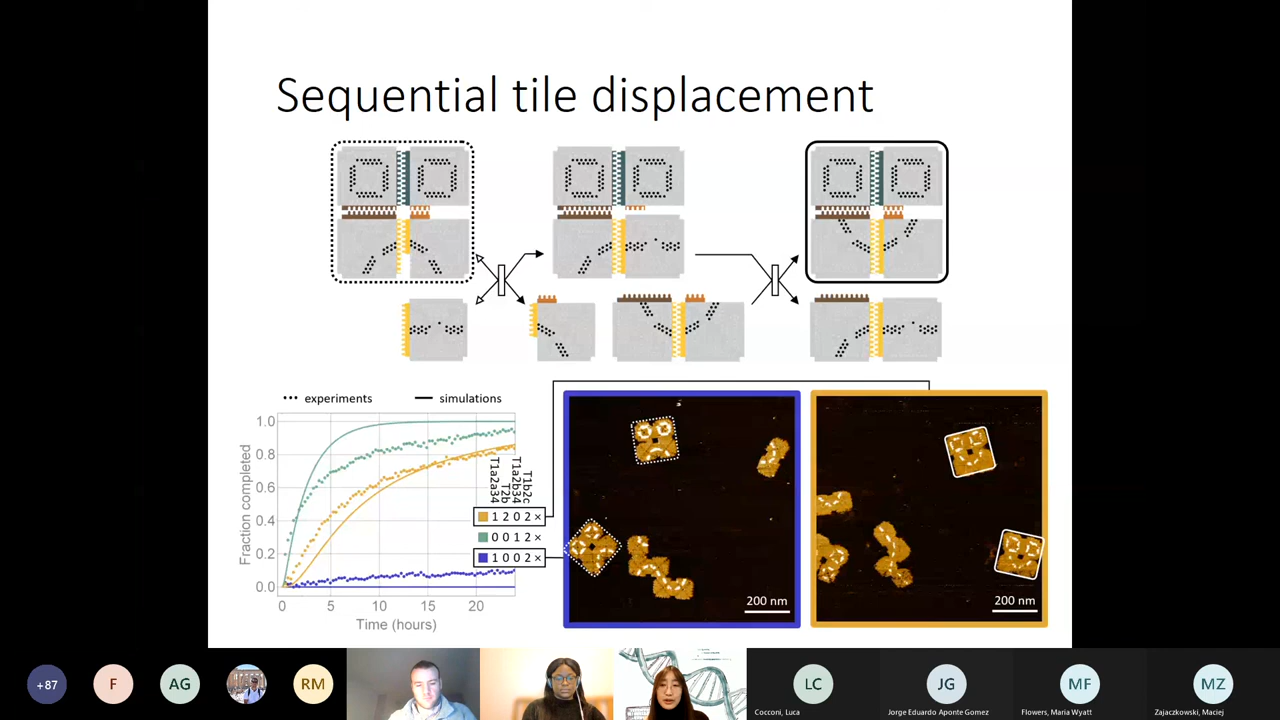 Sequential tile displacement
experiments
simulations
Fraction completed
1.0
0.8
0.6
0.4
0.2
0.0
0 5 10 15 20
Time (hours)
T1a2a34
T2b
T1a2b34
T1b2c
1 2 0 2 ×
0 0 1 2 ×
1 0 0 2 ×
200 nm
200 nm
+87
F
AG
RM
LC
Cocconi, Luca
JG
Jorge Eduardo Aponte Gomez
MF
Flowers, Maria Wyatt
MZ
Zajaczkowski, Maciej